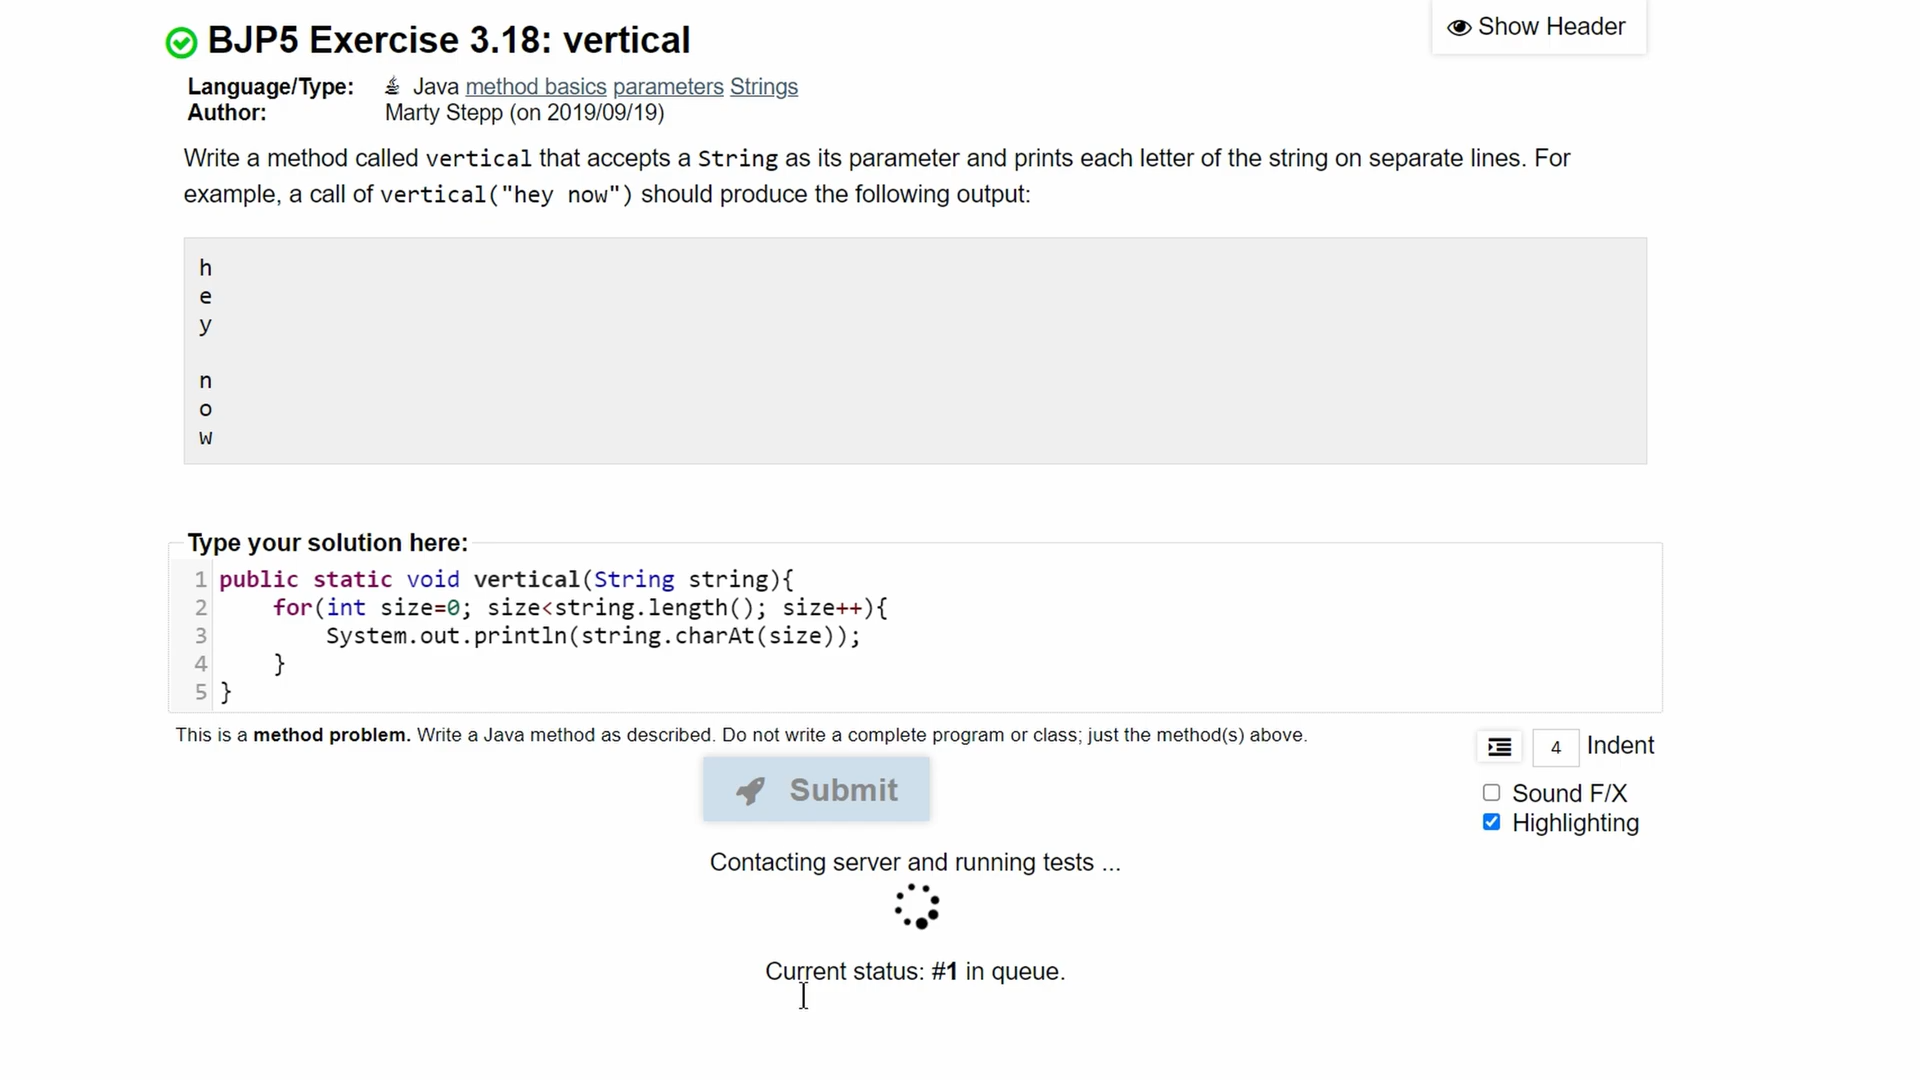 BJP5 Exercise 3.18: vertical
Show Header
Language/Type: Java method basics parameters Strings
Author: Marty Stepp (on 2019/09/19)
Write a method called vertical that accepts a String as its parameter and prints each letter of the string on separate lines. For
example, a call of vertical("hey now") should produce the following output:
h
e
y
n
o
w
Type your solution here:
1 public static void vertical(String string){
2     for(int size=0; size<string.length(); size++){
3         System.out.println(string.charAt(size));
4     }
5 }
This is a method problem. Write a Java method as described. Do not write a complete program or class; just the method(s) above.
4 Indent
Submit
Sound F/X
Highlighting
Contacting server and running tests ...
Current status: #1 in queue.